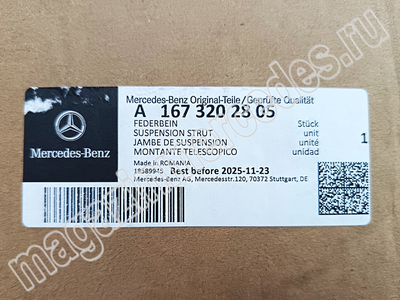 Mercedes-Benz Original-Teile/Geprüfte Qualität
A 167 320 28 05
FEDERBEIN Stück
SUSPENSION STRUT unit
JAMBE DE SUSPENSION unité
MONTANTE TELESCOPICO unidad
1
Mercedes-Benz
Made in ROMANIA
Best before 2025-11-23
Mercedes-Benz AG, Mercedesstr.120, 70372 Stuttgart, DE